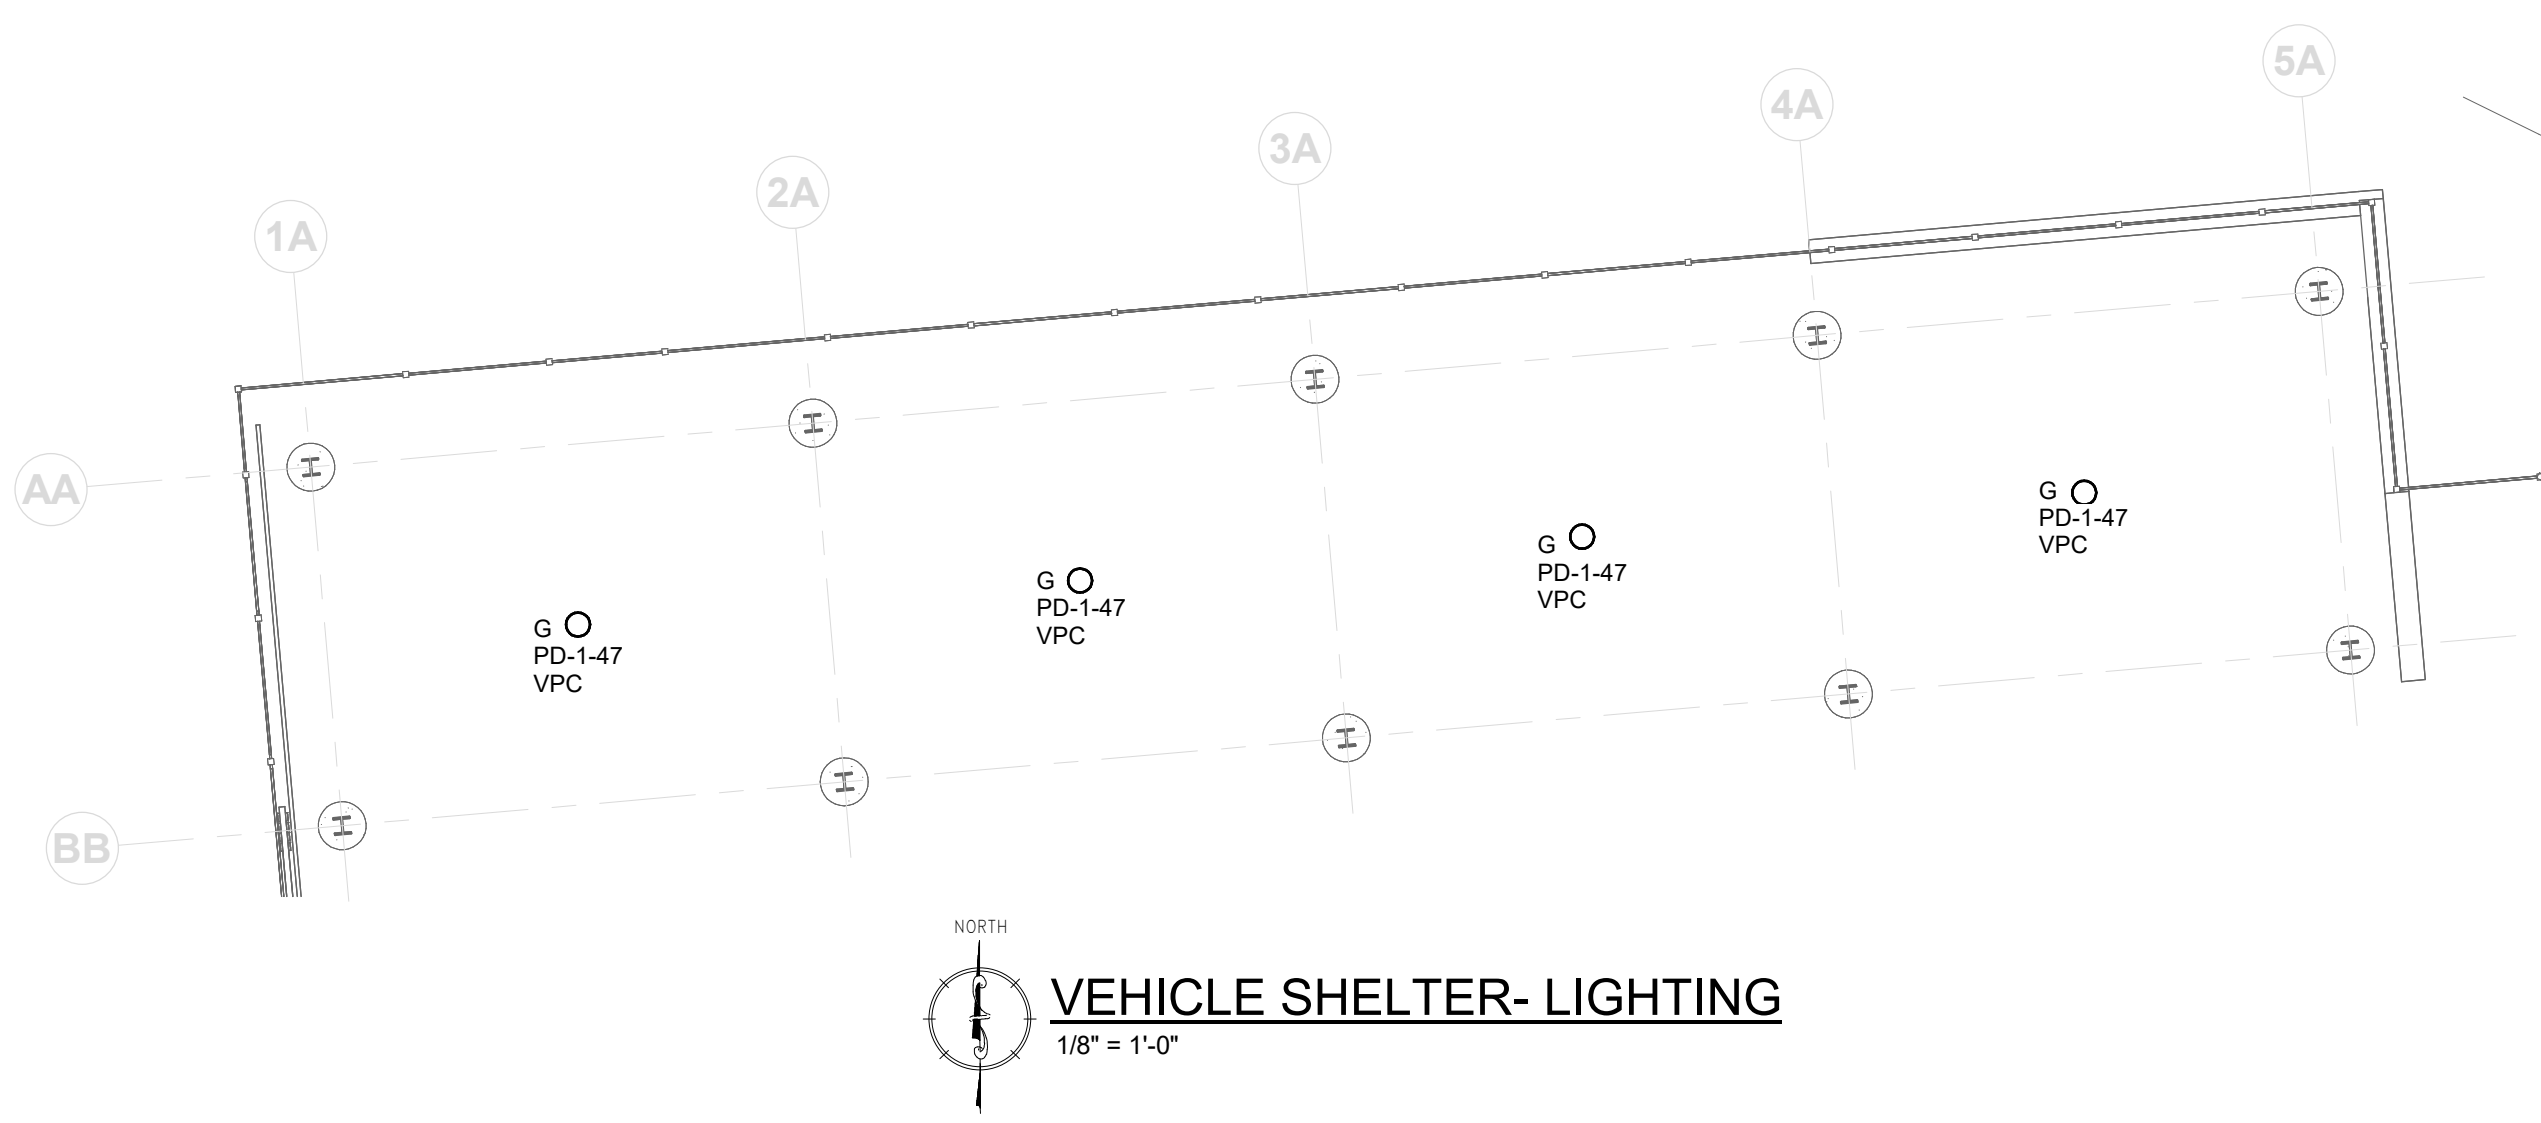 5A
4A
3A
2A
1A
AA
BB
G
PD-1-47
VPC
G
PD-1-47
VPC
G
PD-1-47
VPC
G
PD-1-47
VPC
NORTH
VEHICLE SHELTER- LIGHTING
1/8" = 1'-0"